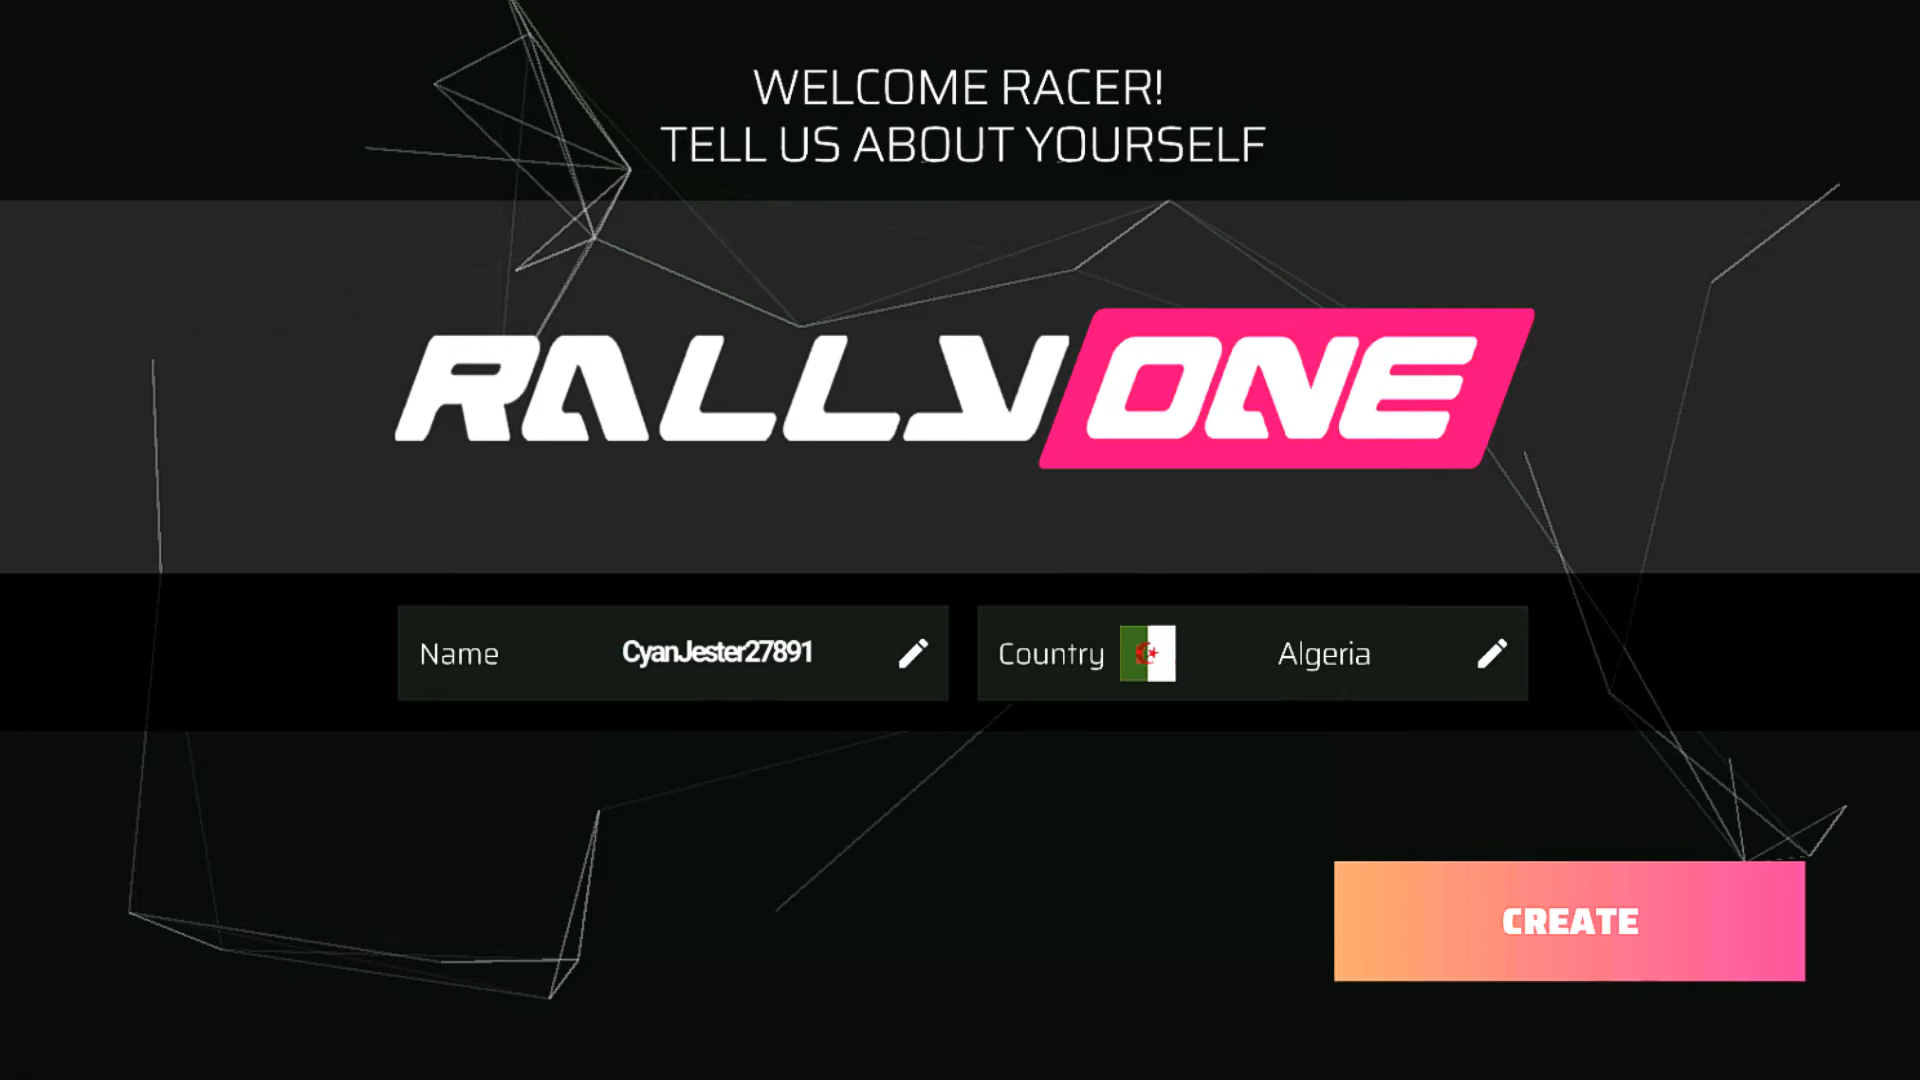 WELCOME RACER!
TELL US ABOUT YOURSELF
RALLY ONE
Name CyanJester27891
Country Algeria
CREATE